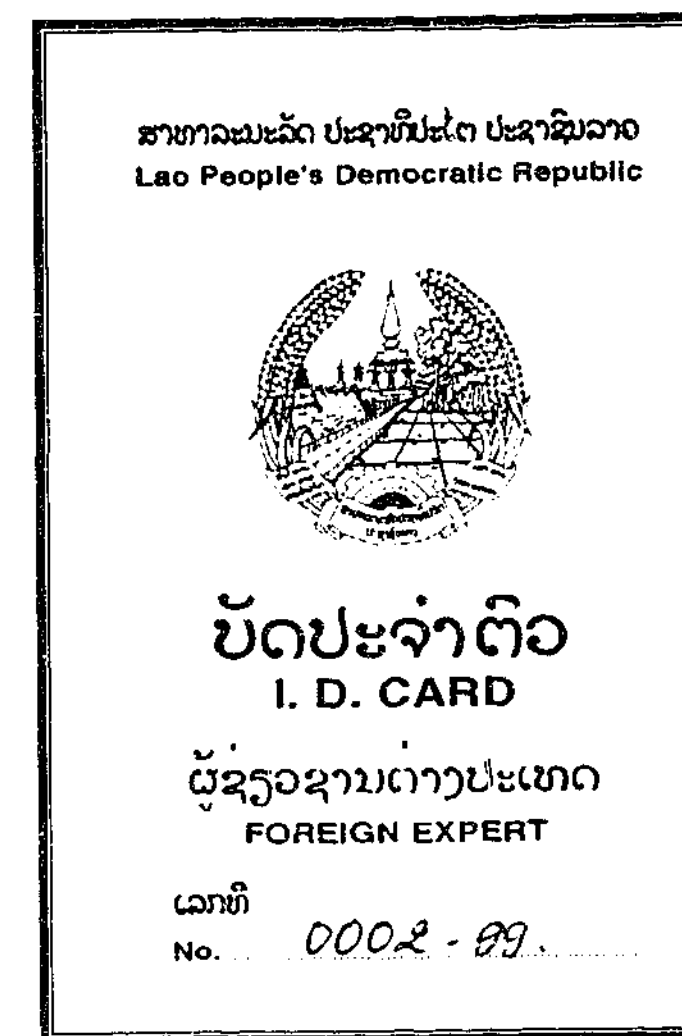 ສາທາລະນະລັດ ປະຊາທິປະໄຕ ປະຊາຊົນລາວ
Lao People's Democratic Republic
ບັດປະຈຳຕົວ
I. D. CARD
ຜູ້ຊ່ຽວຊານຕ່າງປະເທດ
FOREIGN EXPERT
ເລກທີ
No. 0002 - 99.